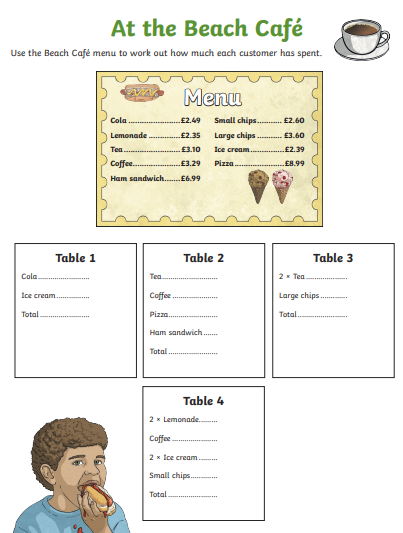 At the Beach Café
Use the Beach Café menu to work out how much each customer has spent.
Menu
Cola ........................£2.49
Lemonade ..............£2.35
Tea..........................£3.10
Coffee......................£3.29
Ham sandwich.......£6.99
Small chips............£2.60
Large chips ...........£3.60
Ice cream ..............£2.39
Pizza......................£8.99
Table 1
Cola........................
Ice cream...............
Total.......................
Table 2
Tea..........................
Coffee .....................
Pizza.......................
Ham sandwich......
Total.......................
Table 3
2 × Tea...................
Large chips ............
Total.......................
Table 4
2 × Lemonade........
Coffee .....................
2 × Ice cream ........
Small chips............
Total.......................